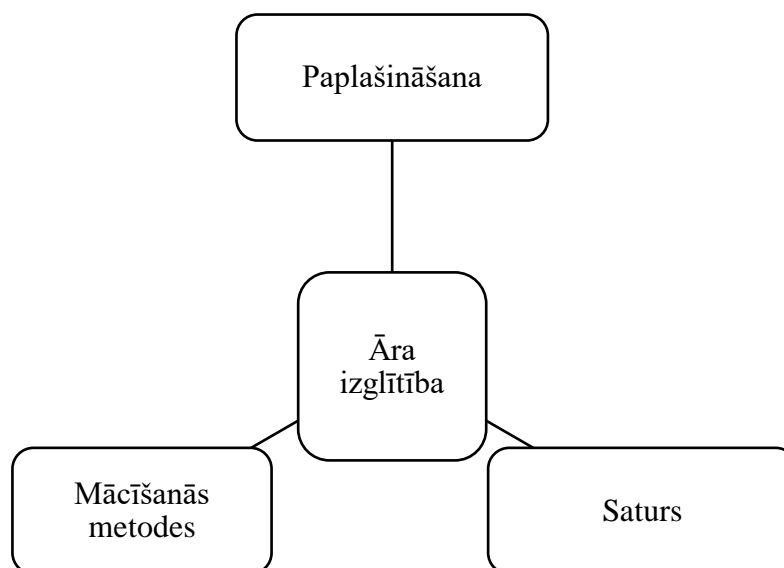 Paplašināšana
Āra
izglītība
Mācīšanās
metodes
Saturs